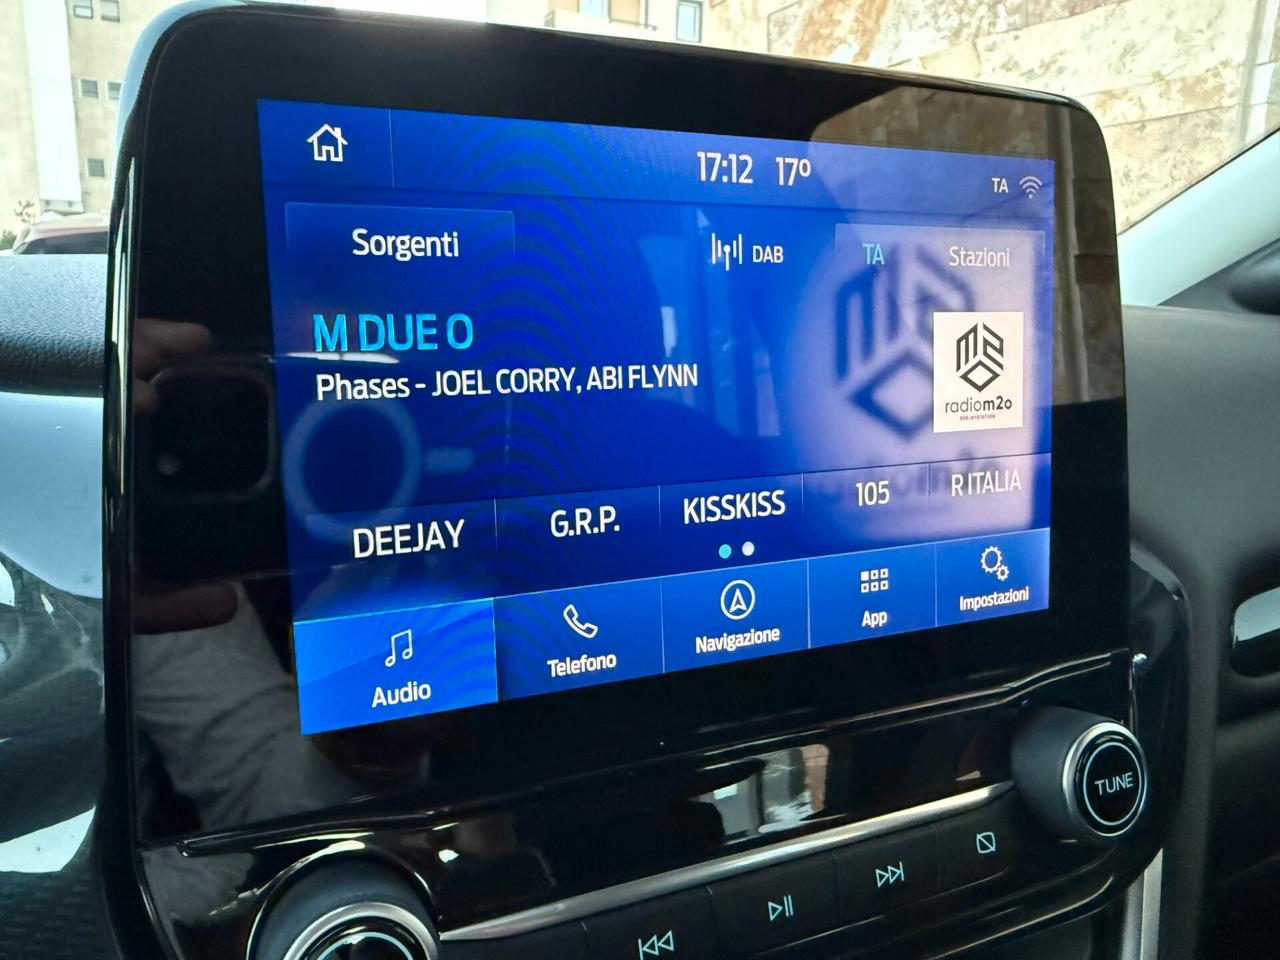 17:12 17º
TA
Sorgenti
DAB
TA
Stazioni
M DUE O
Phases - JOEL CORRY, ABI FLYNN
radiom2o
DEEJAY
G.R.P.
KISSKISS
105
R ITALIA
Audio
Telefono
Navigazione
App
Impostazioni
TUNE